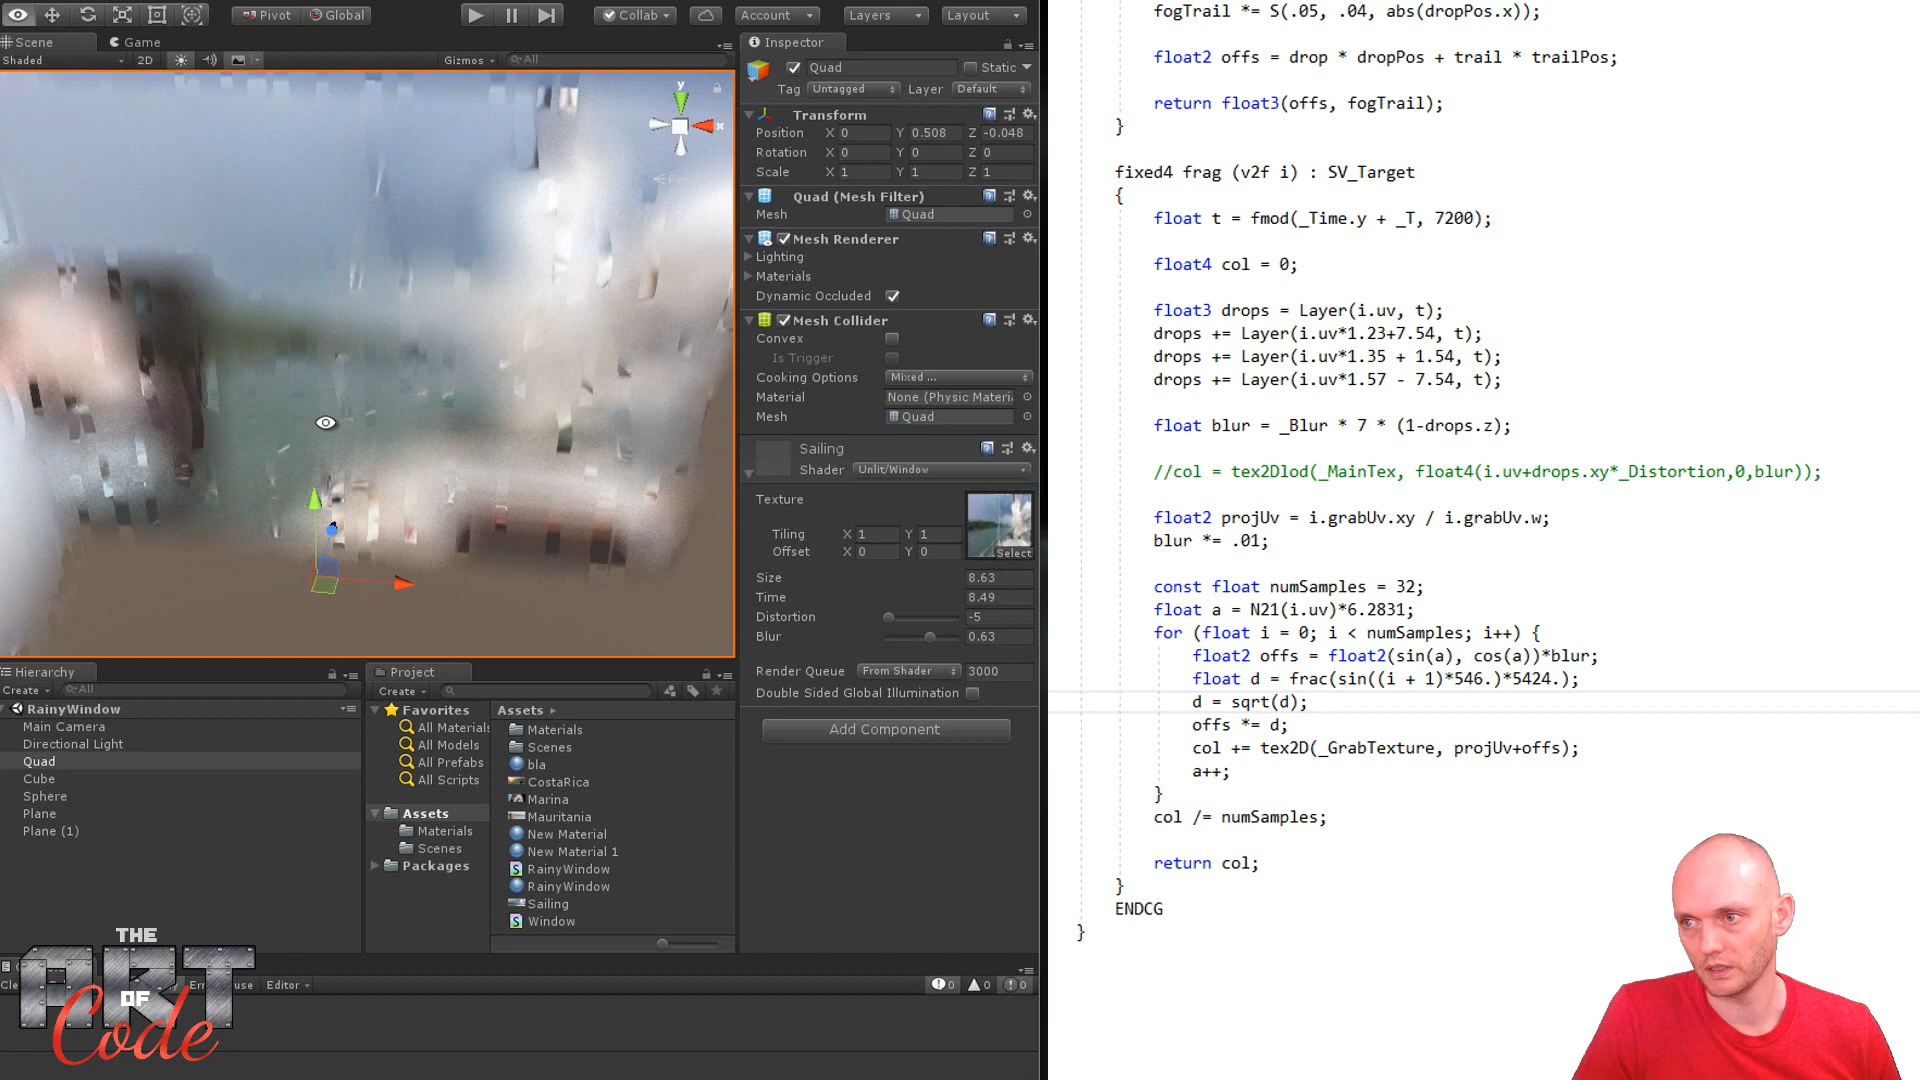 Pivot Global Collab Account Layers Layout
Scene Game
Shaded 2D Gizmos All
y
x
Inspector
Quad Static
Tag Untagged Layer Default
Transform
Position X 0 Y 0.508 Z -0.048
Rotation X 0 Y 0 Z 0
Scale X 1 Y 1 Z 1
Quad (Mesh Filter)
Mesh Quad
Mesh Renderer
Lighting
Materials
Dynamic Occluded
Mesh Collider
Convex
Is Trigger
Cooking Options Mixed ...
Material None (Physic Materi
Mesh Quad
Sailing
Shader Unlit/Window
Texture
Tiling X 1 Y 1
Offset X 0 Y 0
Select
Size 8.63
Time 8.49
Distortion -5
Blur 0.63
Render Queue From Shader 3000
Double Sided Global Illumination
Add Component
Hierarchy
Create All
RainyWindow
Main Camera
Directional Light
Quad
Cube
Sphere
Plane
Plane (1)
Project
Create
Favorites
All Materials
All Models
All Prefabs
All Scripts
Assets
Materials
Scenes
Packages
Assets
Materials
Scenes
bla
CostaRica
Marina
Mauritania
New Material
New Material 1
RainyWindow
RainyWindow
Sailing
Window
Editor 0 0 0
THE
ART
OF
Code
fogTrail *= S(.05, .04, abs(dropPos.x));
float2 offs = drop * dropPos + trail * trailPos;
return float3(offs, fogTrail);
}
fixed4 frag (v2f i) : SV_Target
{
float t = fmod(_Time.y + _T, 7200);
float4 col = 0;
float3 drops = Layer(i.uv, t);
drops += Layer(i.uv*1.23+7.54, t);
drops += Layer(i.uv*1.35 + 1.54, t);
drops += Layer(i.uv*1.57 - 7.54, t);
float blur = _Blur * 7 * (1-drops.z);
//col = tex2Dlod(_MainTex, float4(i.uv+drops.xy*_Distortion,0,blur));
float2 projUv = i.grabUv.xy / i.grabUv.w;
blur *= .01;
const float numSamples = 32;
float a = N21(i.uv)*6.2831;
for (float i = 0; i < numSamples; i++) {
float2 offs = float2(sin(a), cos(a))*blur;
float d = frac(sin((i + 1)*546.)*5424.);
d = sqrt(d);
offs *= d;
col += tex2D(_GrabTexture, projUv+offs);
a++;
}
col /= numSamples;
return col;
}
ENDCG
}